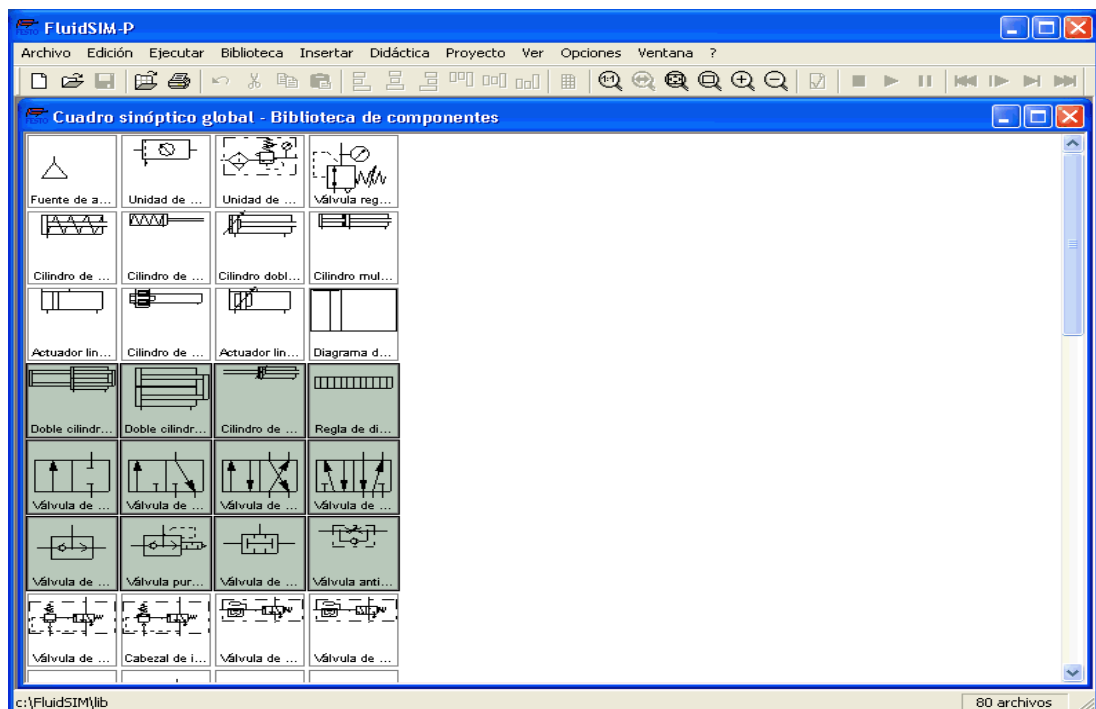 FluidSIM-P
Archivo Edición Ejecutar Biblioteca Insertar Didáctica Proyecto Ver Opciones Ventana ?
1:1
FESTO Cuadro sinóptico global - Biblioteca de componentes
Fuente de a... Unidad de ... Unidad de ... Válvula reg...
Cilindro de ... Cilindro de ... Cilindro dobl... Cilindro mul...
Actuador lin... Cilindro de ... Actuador lin... Diagrama d...
Doble cilindr... Doble cilindr... Cilindro de ... Regla de di...
Válvula de ... Válvula de ... Válvula de ... Válvula de ...
Válvula de ... Válvula pur... Válvula de ... Válvula anti...
Válvula de ... Cabezal de i... Válvula de ... Válvula de ...
c:\FluidSIM\lib 80 archivos